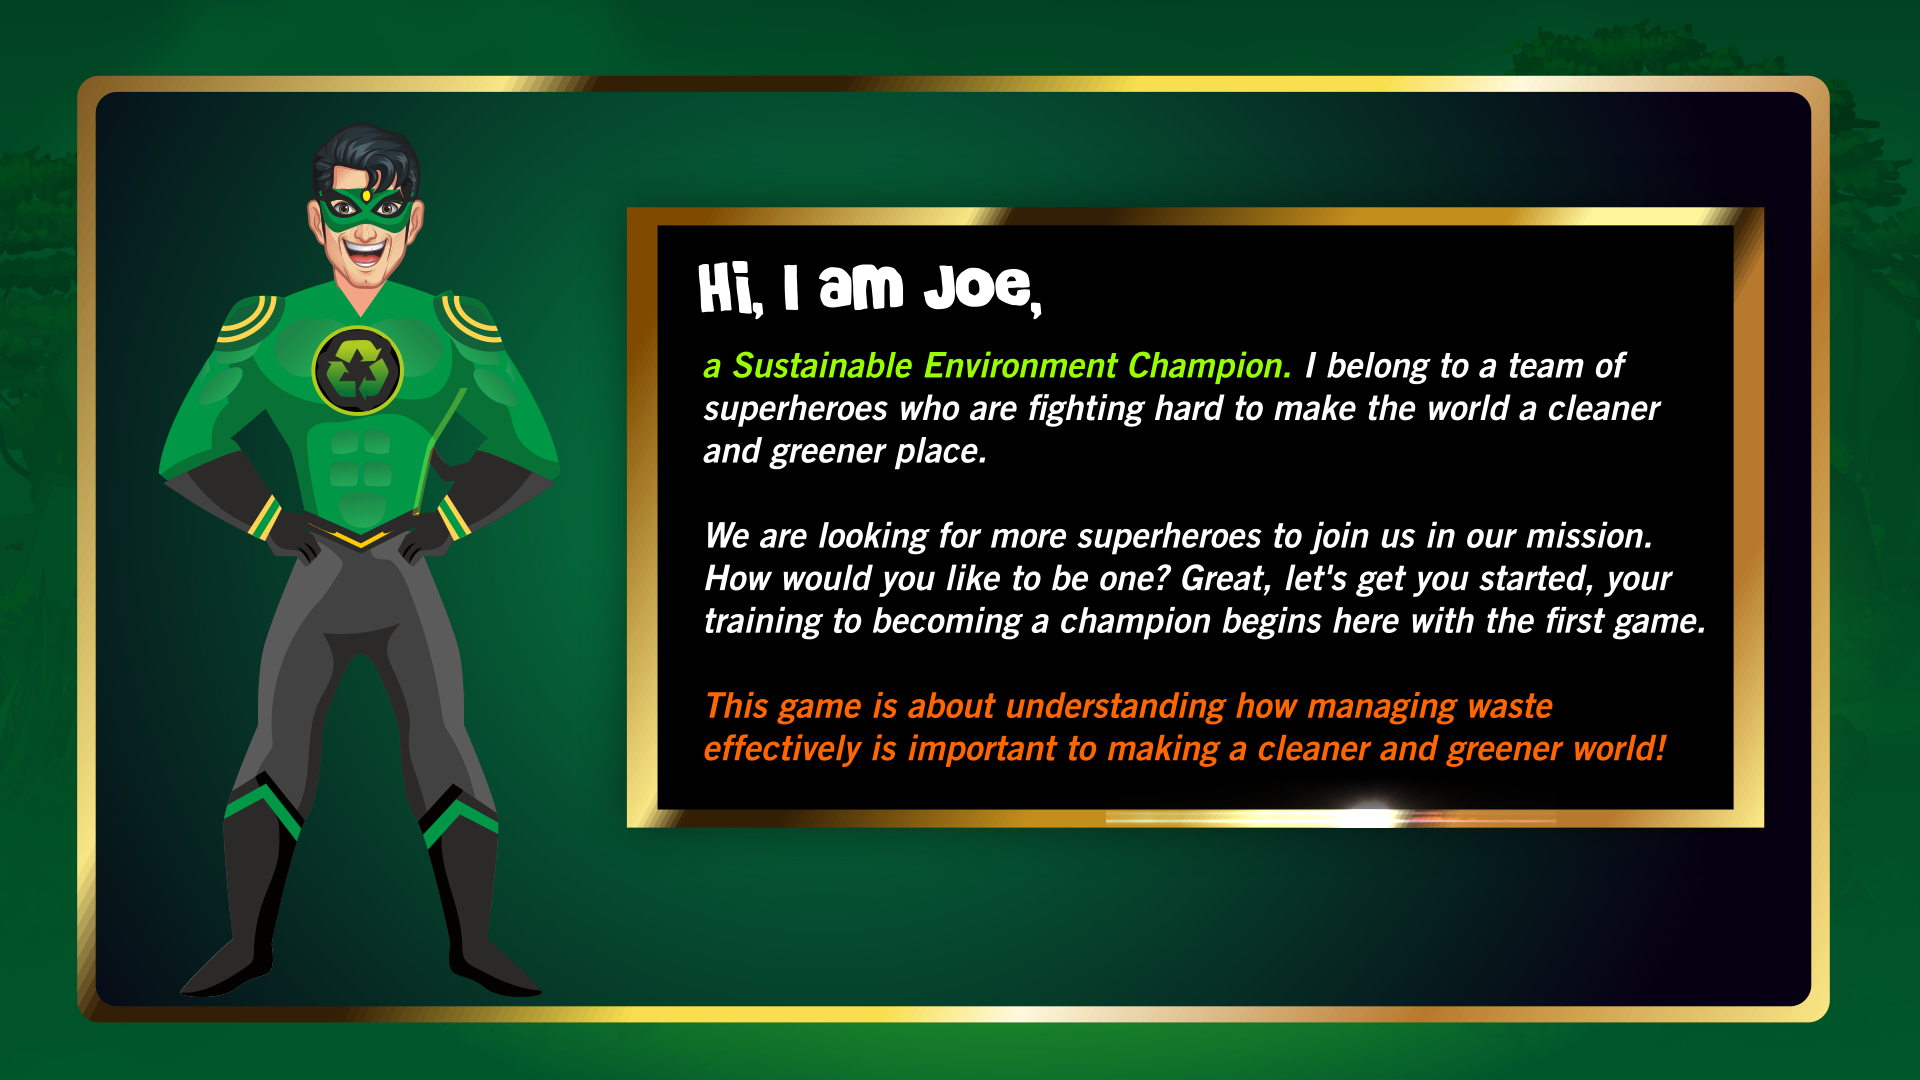 Hi, I am Joe,
a Sustainable Environment Champion. I belong to a team of
superheroes who are fighting hard to make the world a cleaner
and greener place.
We are looking for more superheroes to join us in our mission.
How would you like to be one? Great, let's get you started, your
training to becoming a champion begins here with the first game.
This game is about understanding how managing waste
effectively is important to making a cleaner and greener world!